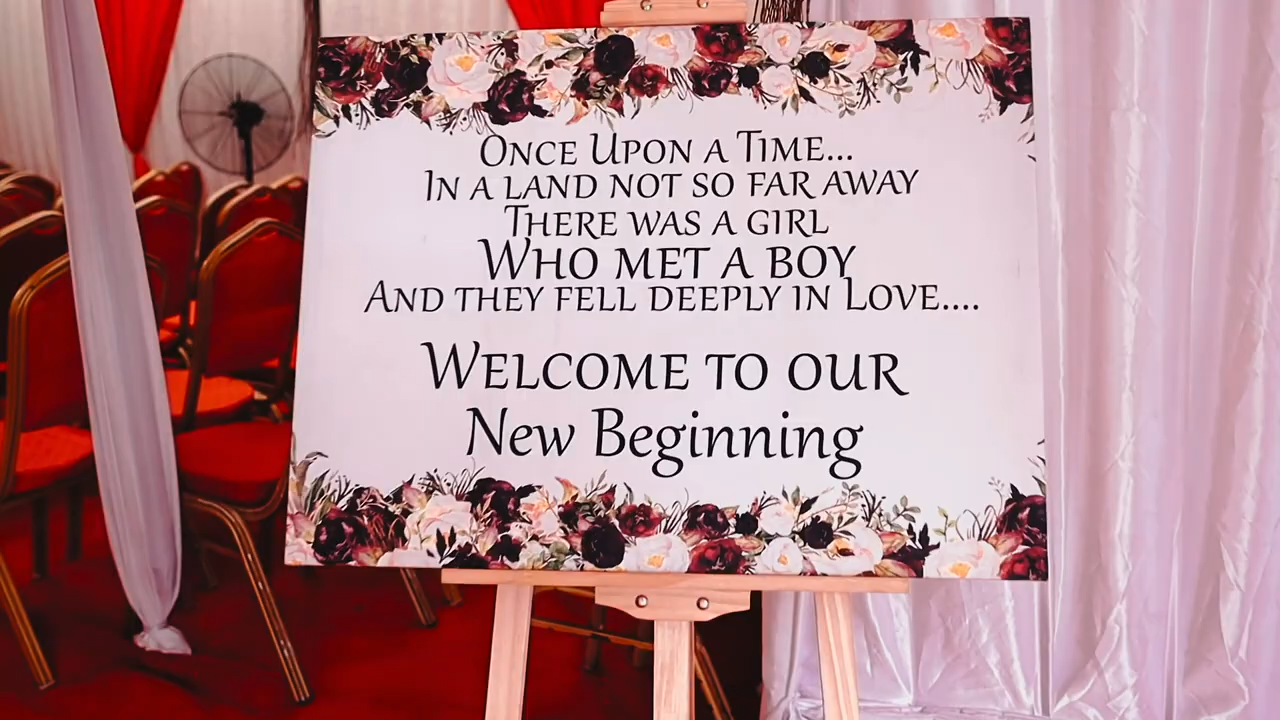 Once Upon a Time...
In a land not so far away
There was a girl
Who met a boy
And they fell deeply in Love....
Welcome to our
New Beginning